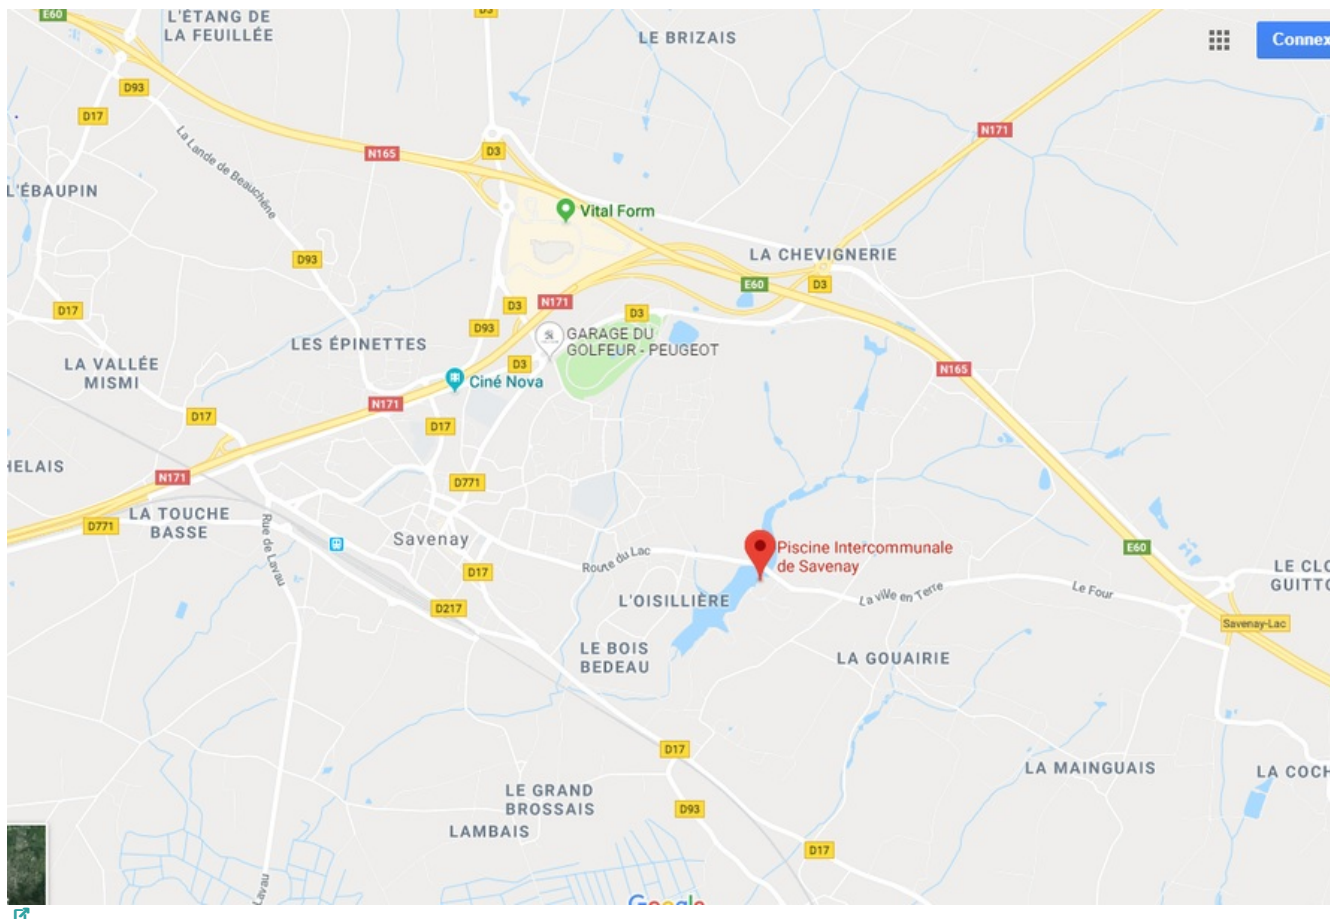 E60
L'ÉTANG DE
LA FEUILLÉE
D3
LE BRIZAIS
Connex
D93
D17
La Lande de Beauchêne
N165
D3
N171
L'ÉBAUPIN
Vital Form
D93
LA CHEVIGNERIE
E60
D3
D17
D3
N171
D3
D93
GARAGE DU
GOLFEUR - PEUGEOT
LES ÉPINETTES
LA VALLÉE
MISMI
D3
Ciné Nova
N165
N171
D17
D17
HELAIS
N171
D771
LA TOUCHE
BASSE
D771
Rue de Lavau
Savenay
Route du Lac
Piscine Intercommunale
de Savenay
E60
D17
LE CLO
GUITTO
La ville en Terre
Le Four
D217
L'OISILLIÈRE
Savenay-Lac
LE BOIS
BEDEAU
LA GOUAIRIE
D17
LA MAINGUAIS
LA COCH
LE GRAND
BROSSAIS
D93
LAMBAIS
D17
Lavau
Google